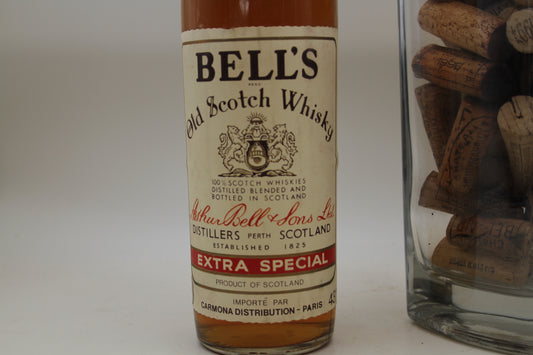 BELL'S
Old Scotch Whisky
100% SCOTCH WHISKIES
DISTILLED BLENDED AND
BOTTLED IN SCOTLAND
Arthur Bell & Sons Ltd
DISTILLERS PERTH SCOTLAND
ESTABLISHED 1825
EXTRA SPECIAL
PRODUCT OF SCOTLAND
IMPORTÉ PAR
CARMONA DISTRIBUTION - PARIS